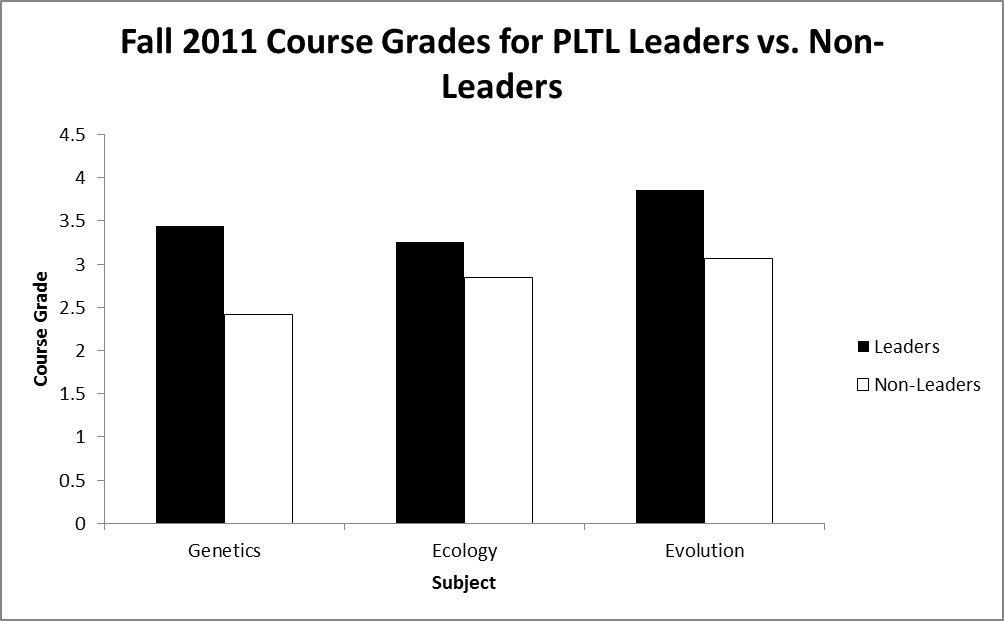 Fall 2011 Course Grades for PLTL Leaders vs. Non-
Leaders
4.5
4
3.5
3
2.5
2
1.5
1
0.5
0
Course Grade
Genetics
Ecology
Evolution
Subject
Leaders
Non-Leaders